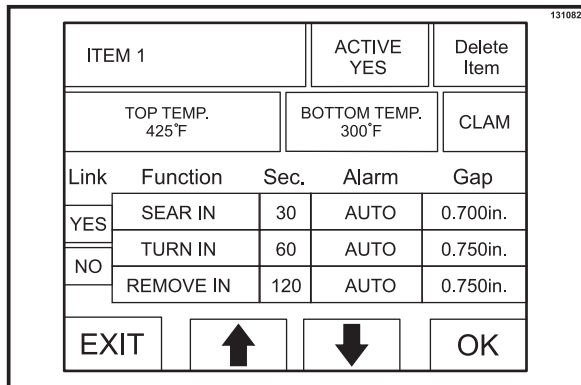 131082
ITEM 1
ACTIVE
YES
Delete
Item
TOP TEMP.
425°F
BOTTOM TEMP.
300°F
CLAM
Link Function Sec. Alarm Gap
YES
SEAR IN 30 AUTO 0.700in.
TURN IN 60 AUTO 0.750in.
NO
REMOVE IN 120 AUTO 0.750in.
EXIT OK